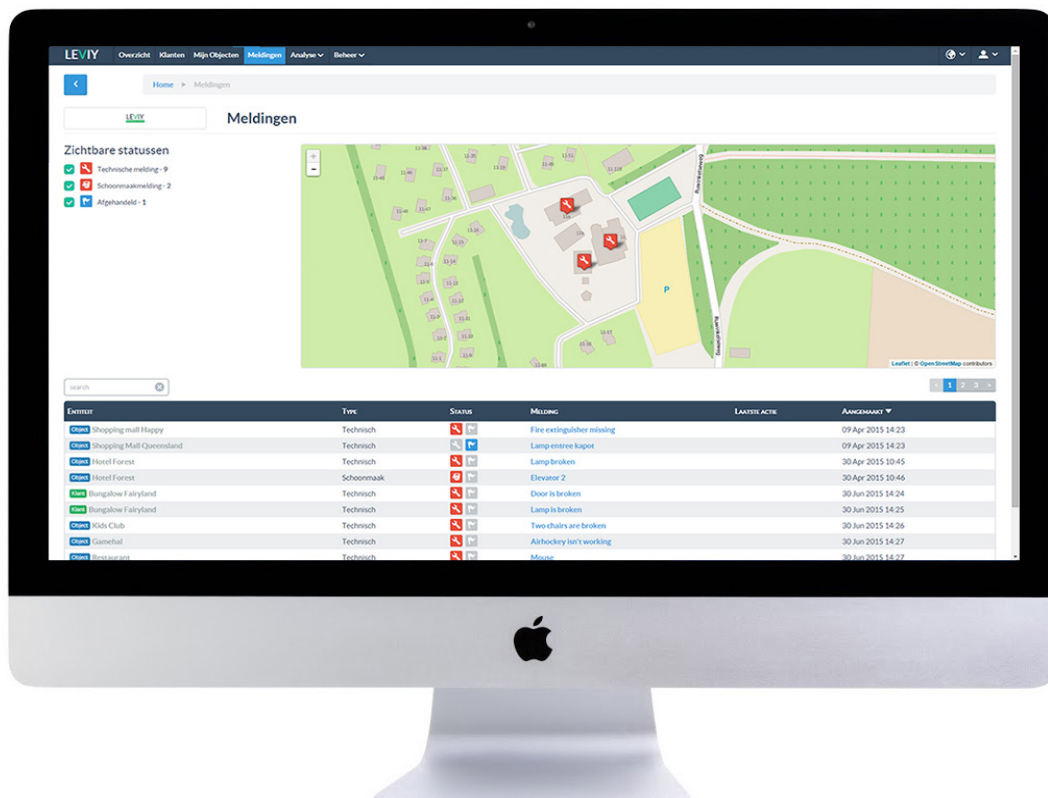 LEVIY Overzicht Klanten Mijn Objecten Meldingen Analyse Beheer
Home Meldingen
LEVIY Meldingen
Zichtbare statussen
Technische melding - 9
Schoonmaakmelding - 2
Afgehandeld - 1
P
Leaflet | © OpenStreetMap contributors
search
« 1 2 3 »
ENTITEIT TYPE STATUS MELDING LAATSTE ACTIE AANGEMAAKT
Object Shopping mall Happy Technisch Fire extinguisher missing 09 Apr 2015 14:23
Object Shopping Mall Queensland Technisch Lamp entree kapot 09 Apr 2015 14:23
Object Hotel Forest Technisch Lamp broken 30 Apr 2015 10:45
Object Hotel Forest Schoonmaak Elevator 2 30 Apr 2015 10:46
Klant Bungalow Fairyland Technisch Door is broken 30 Jun 2015 14:24
Klant Bungalow Fairyland Technisch Lamp is broken 30 Jun 2015 14:25
Object Kids Club Technisch Two chairs are broken 30 Jun 2015 14:26
Object Gamehal Technisch Airhockey isn't working 30 Jun 2015 14:27
Object Restaurant Technisch Mouse 30 Jun 2015 14:27